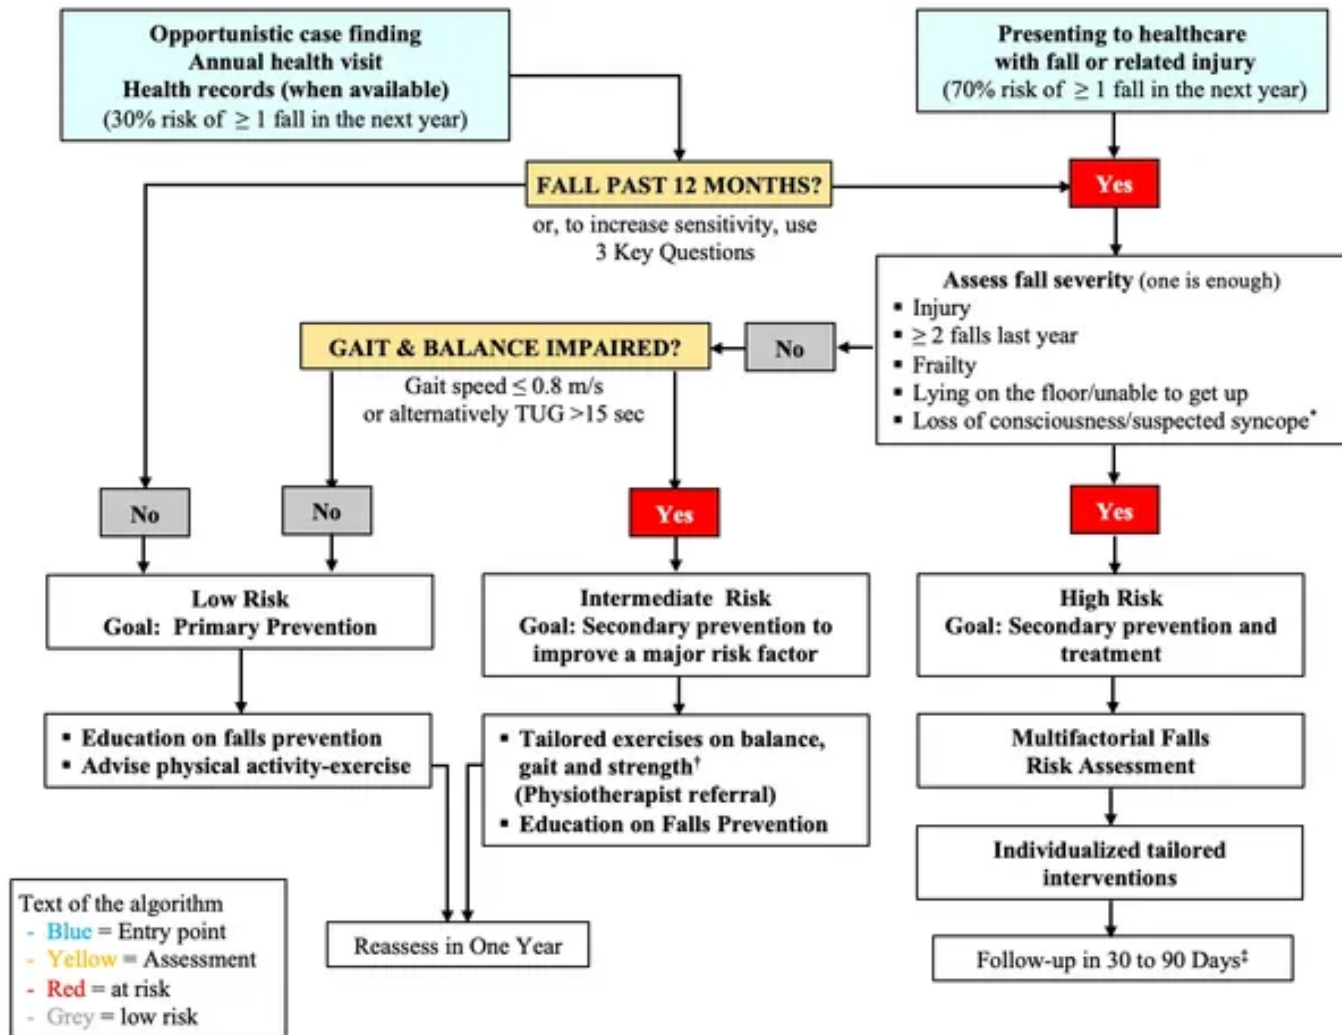 Opportunistic case finding
Annual health visit
Health records (when available)
(30% risk of ≥ 1 fall in the next year)
Presenting to healthcare
with fall or related injury
(70% risk of ≥ 1 fall in the next year)
FALL PAST 12 MONTHS?
or, to increase sensitivity, use
3 Key Questions
Yes
Assess fall severity (one is enough)
▪ Injury
▪ ≥ 2 falls last year
▪ Frailty
▪ Lying on the floor/unable to get up
▪ Loss of consciousness/suspected syncope*
No
GAIT & BALANCE IMPAIRED?
Gait speed ≤ 0.8 m/s
or alternatively TUG >15 sec
No
No
Yes
Yes
Low Risk
Goal: Primary Prevention
Intermediate Risk
Goal: Secondary prevention to
improve a major risk factor
High Risk
Goal: Secondary prevention and
treatment
▪ Education on falls prevention
▪ Advise physical activity-exercise
▪ Tailored exercises on balance,
gait and strength†
(Physiotherapist referral)
▪ Education on Falls Prevention
Multifactorial Falls
Risk Assessment
Individualized tailored
interventions
Reassess in One Year
Follow-up in 30 to 90 Days‡
Text of the algorithm
- Blue = Entry point
- Yellow = Assessment
- Red = at risk
- Grey = low risk